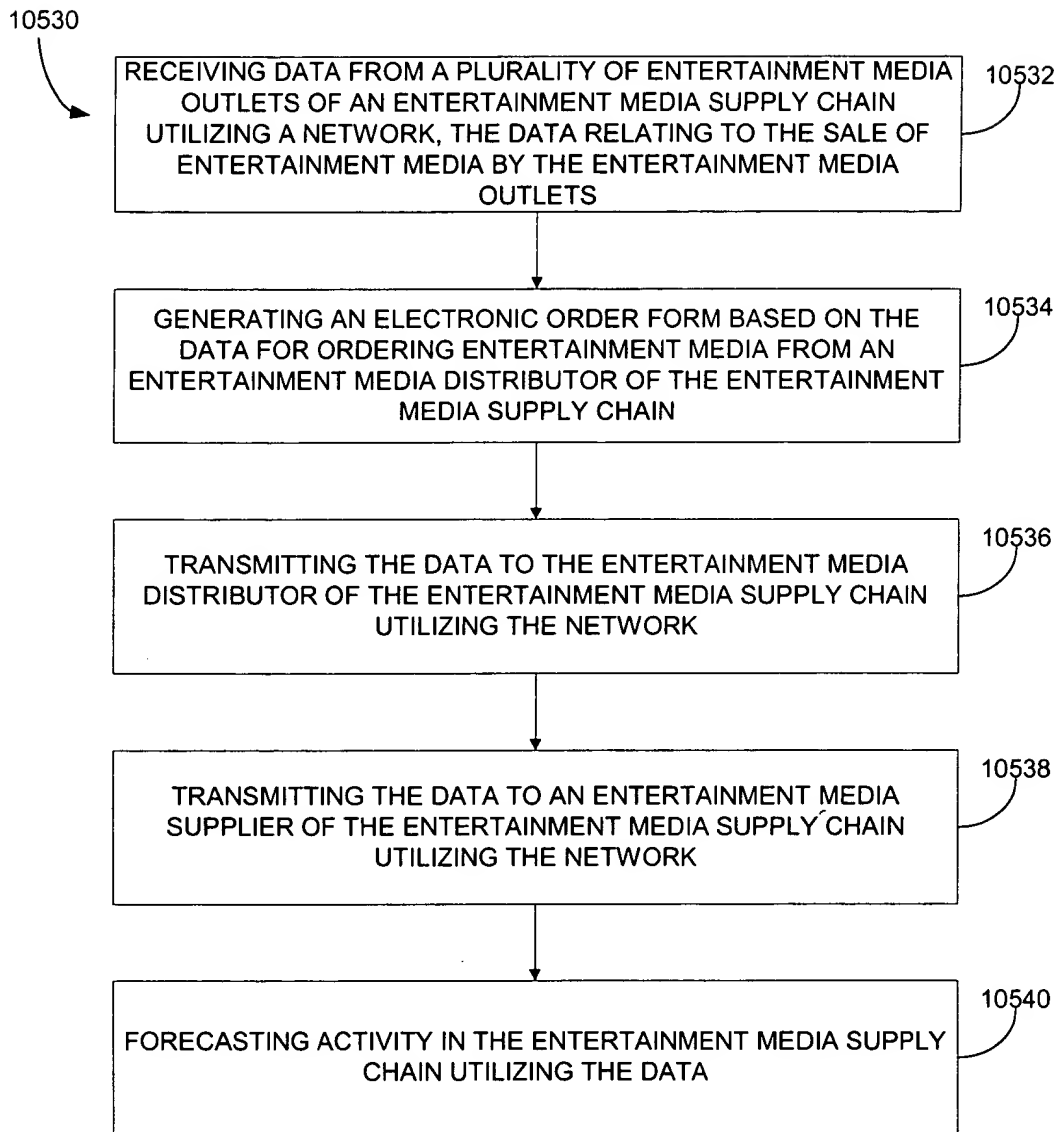 10530
RECEIVING DATA FROM A PLURALITY OF ENTERTAINMENT MEDIA
OUTLETS OF AN ENTERTAINMENT MEDIA SUPPLY CHAIN
UTILIZING A NETWORK, THE DATA RELATING TO THE SALE OF
ENTERTAINMENT MEDIA BY THE ENTERTAINMENT MEDIA
OUTLETS
10532
GENERATING AN ELECTRONIC ORDER FORM BASED ON THE
DATA FOR ORDERING ENTERTAINMENT MEDIA FROM AN
ENTERTAINMENT MEDIA DISTRIBUTOR OF THE ENTERTAINMENT
MEDIA SUPPLY CHAIN
10534
TRANSMITTING THE DATA TO THE ENTERTAINMENT MEDIA
DISTRIBUTOR OF THE ENTERTAINMENT MEDIA SUPPLY CHAIN
UTILIZING THE NETWORK
10536
TRANSMITTING THE DATA TO AN ENTERTAINMENT MEDIA
SUPPLIER OF THE ENTERTAINMENT MEDIA SUPPLY CHAIN
UTILIZING THE NETWORK
10538
FORECASTING ACTIVITY IN THE ENTERTAINMENT MEDIA SUPPLY
CHAIN UTILIZING THE DATA
10540